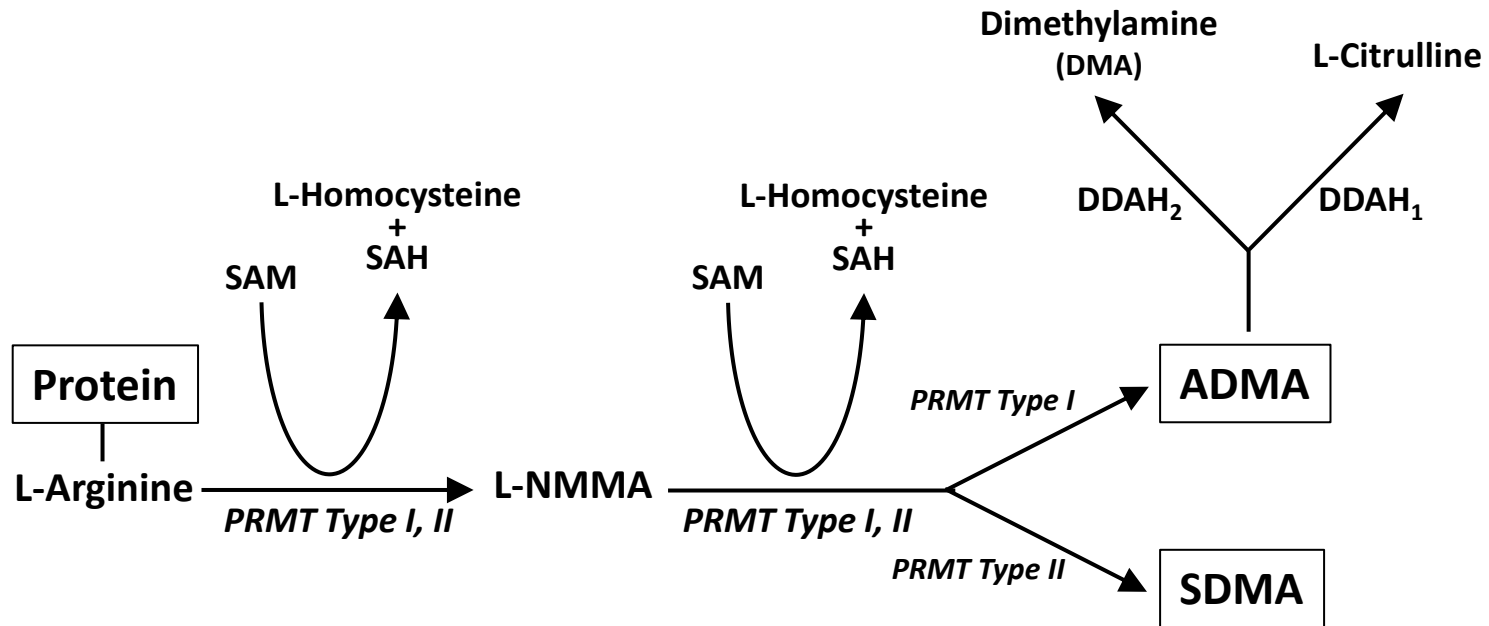 Dimethylamine
(DMA)
L-Citrulline
DDAH₂
DDAH₁
L-Homocysteine
+
SAH
SAM
L-Homocysteine
+
SAH
SAM
Protein
L-Arginine
PRMT Type I, II
L-NMMA
PRMT Type I, II
PRMT Type I
ADMA
PRMT Type II
SDMA